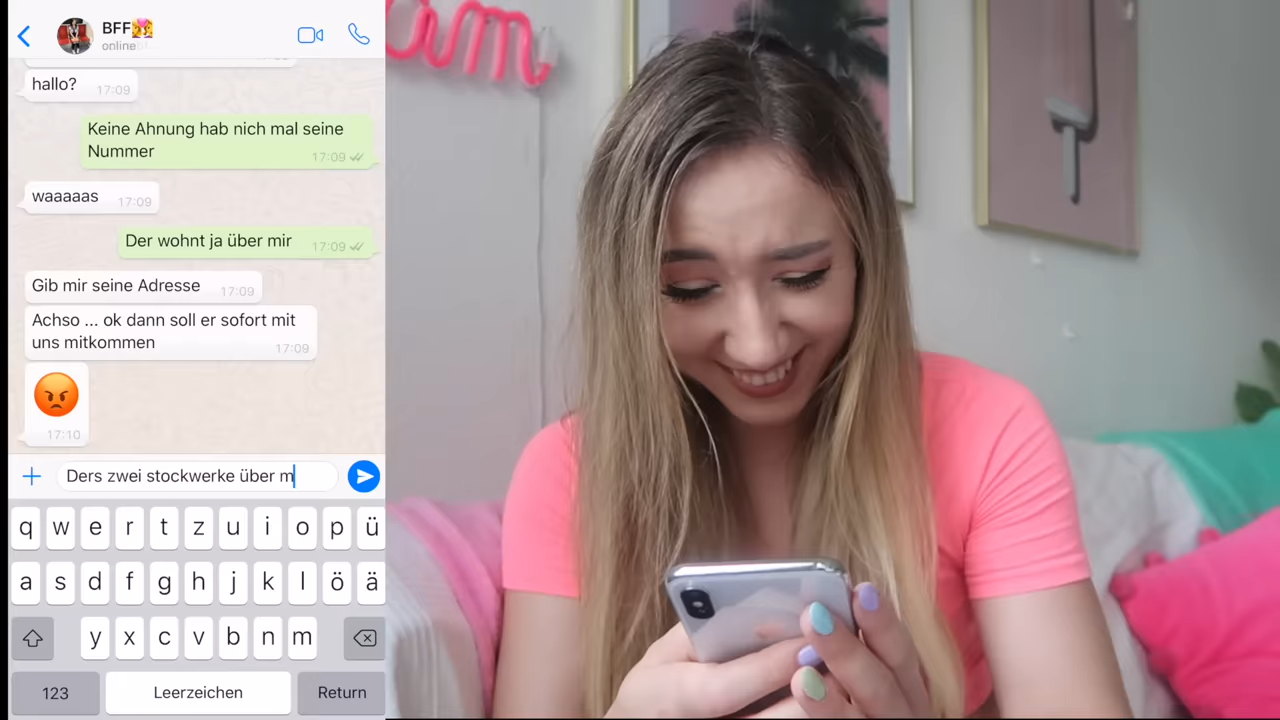 BFF
online
hallo? 17:09
Keine Ahnung hab nich mal seine
Nummer 17:09
waaaaas 17:09
Der wohnt ja über mir 17:09
Gib mir seine Adresse 17:09
Achso ... ok dann soll er sofort mit
uns mitkommen 17:09
17:10
Ders zwei stockwerke über m
q w e r t z u i o p ü
a s d f g h j k l ö ä
y x c v b n m
123 Leerzeichen Return
um